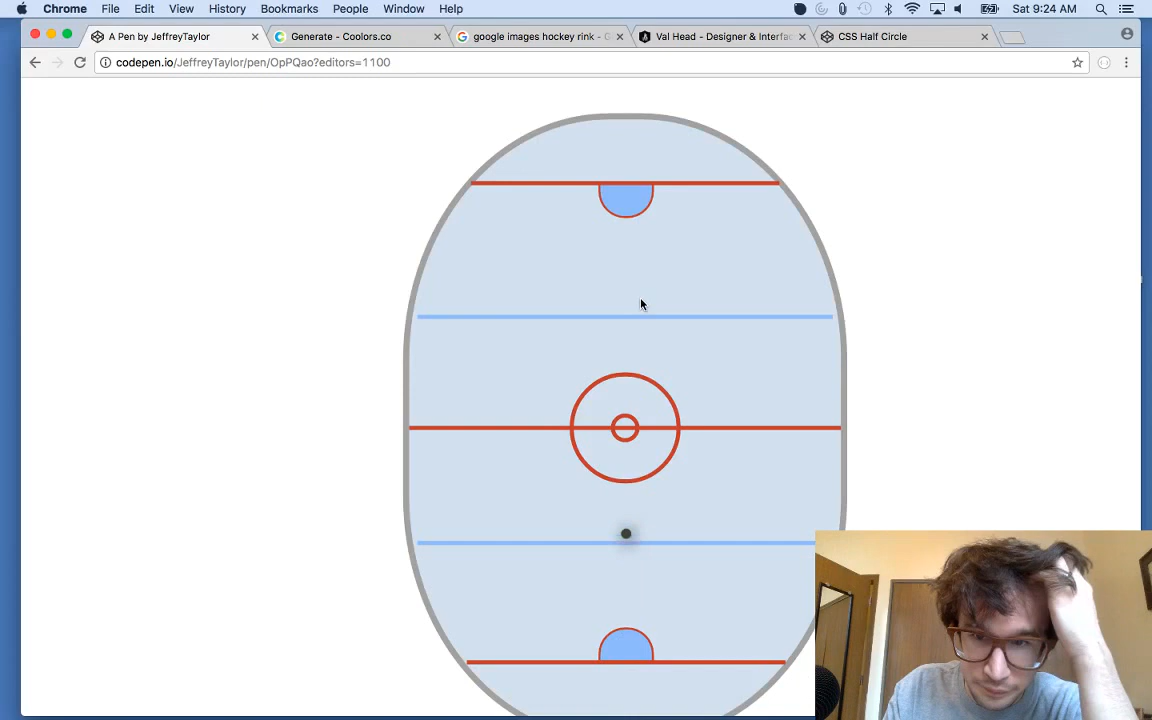 Chrome File Edit View History Bookmarks People Window Help Sat 9:24 AM
A Pen by JeffreyTaylor Generate - Coolors.co google images hockey rink - G Val Head - Designer & Interfac CSS Half Circle
codepen.io/JeffreyTaylor/pen/OpPQao?editors=1100